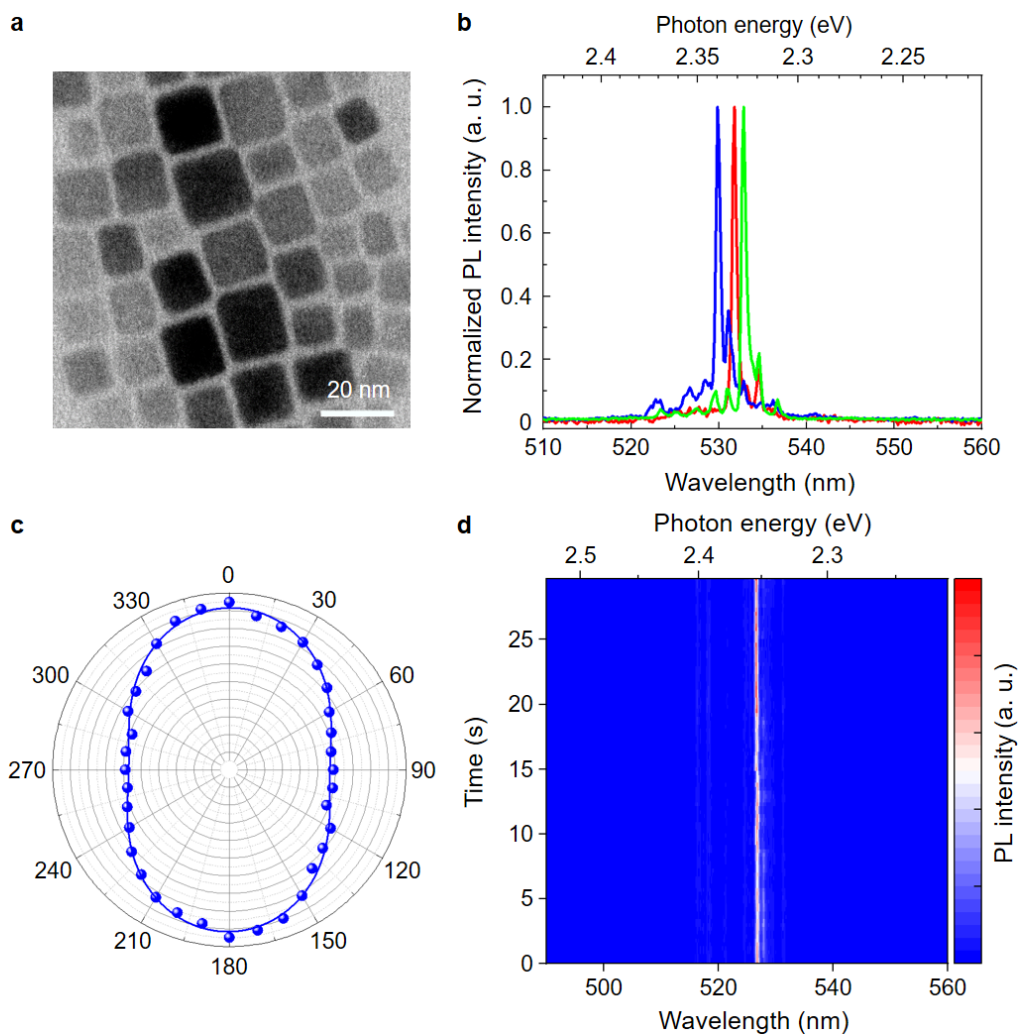 a
20 nm
b
Photon energy (eV)
2.4 2.35 2.3 2.25
Normalized PL intensity (a. u.)
1.0
0.8
0.6
0.4
0.2
0
510 520 530 540 550 560
Wavelength (nm)
c
0
330 30
300 60
270 90
240 120
210 150
180
d
Photon energy (eV)
2.5 2.4 2.3
Time (s)
25
20
15
10
5
0
500 520 540 560
Wavelength (nm)
PL intensity (a. u.)